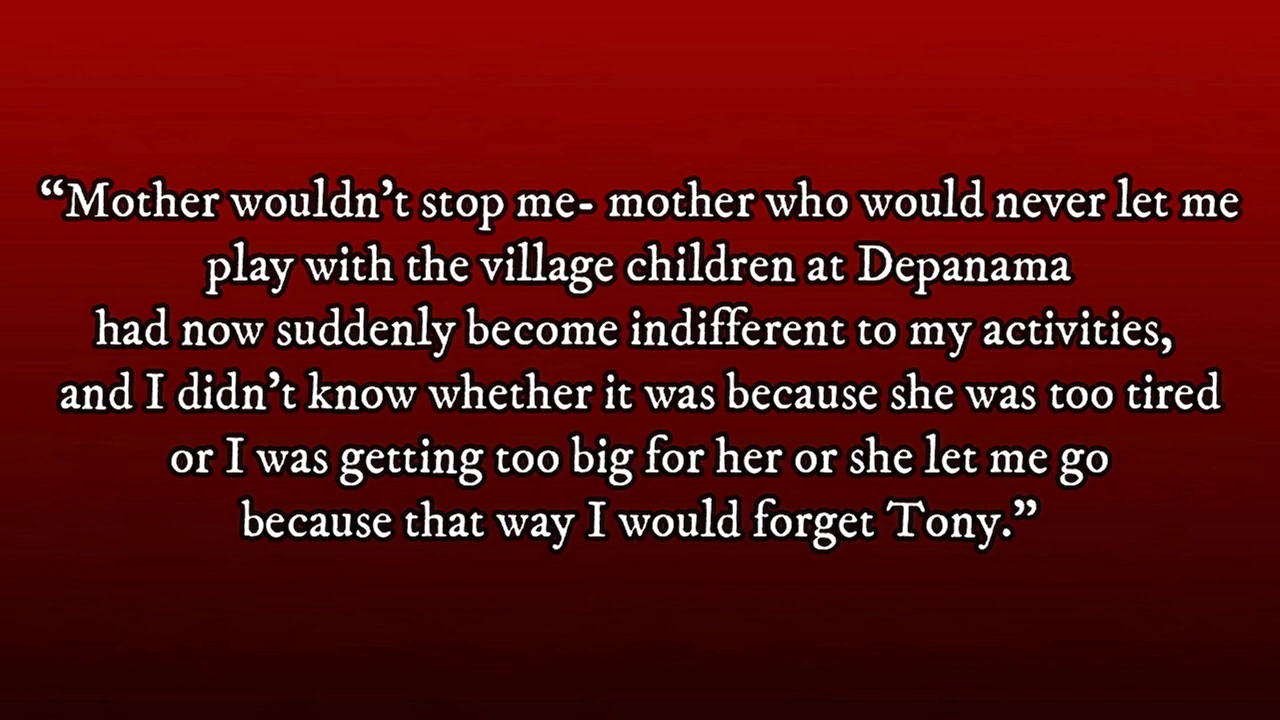 “Mother wouldn’t stop me- mother who would never let me
play with the village children at Depanama
had now suddenly become indifferent to my activities,
and I didn’t know whether it was because she was too tired
or I was getting too big for her or she let me go
because that way I would forget Tony.”